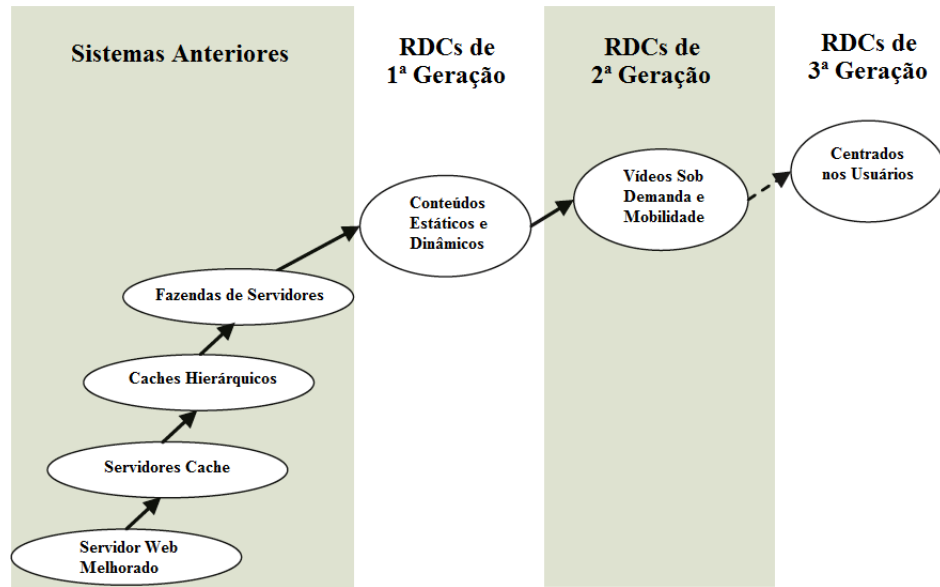 Sistemas Anteriores
RDCs de
1ª Geração
RDCs de
2ª Geração
RDCs de
3ª Geração
Centrados
nos Usuários
Vídeos Sob
Demanda e
Mobilidade
Conteúdos
Estáticos e
Dinâmicos
Fazendas de Servidores
Caches Hierárquicos
Servidores Cache
Servidor Web
Melhorado